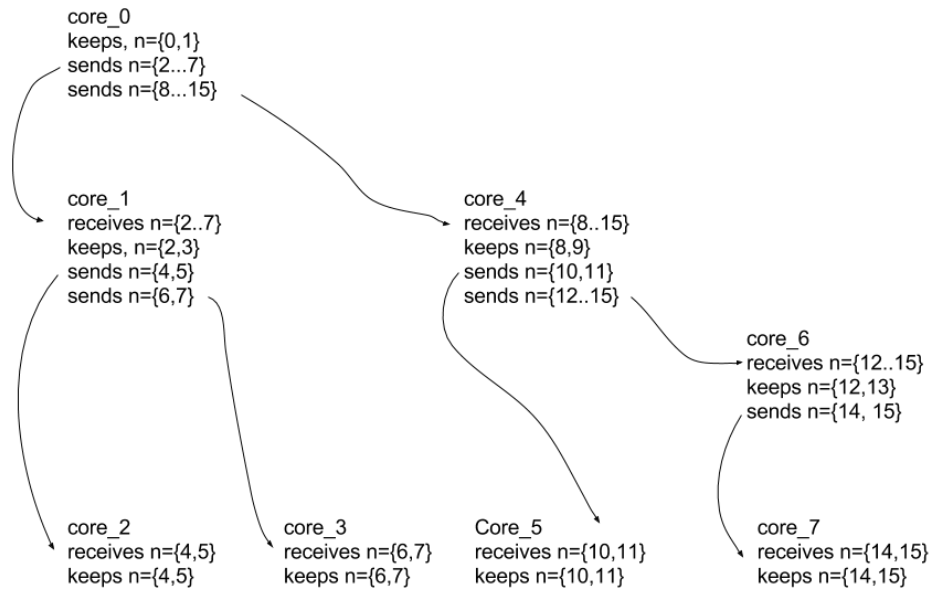 core_0
keeps, n={0,1}
sends n={2...7}
sends n={8...15}
core_1
receives n={2..7}
keeps, n={2,3}
sends n={4,5}
sends n={6,7}
core_4
receives n={8..15}
keeps n={8,9}
sends n={10,11}
sends n={12..15}
core_6
receives n={12..15}
keeps n={12,13}
sends n={14, 15}
core_2
receives n={4,5}
keeps n={4,5}
core_3
receives n={6,7}
keeps n={6,7}
Core_5
receives n={10,11}
keeps n={10,11}
core_7
receives n={14,15}
keeps n={14,15}